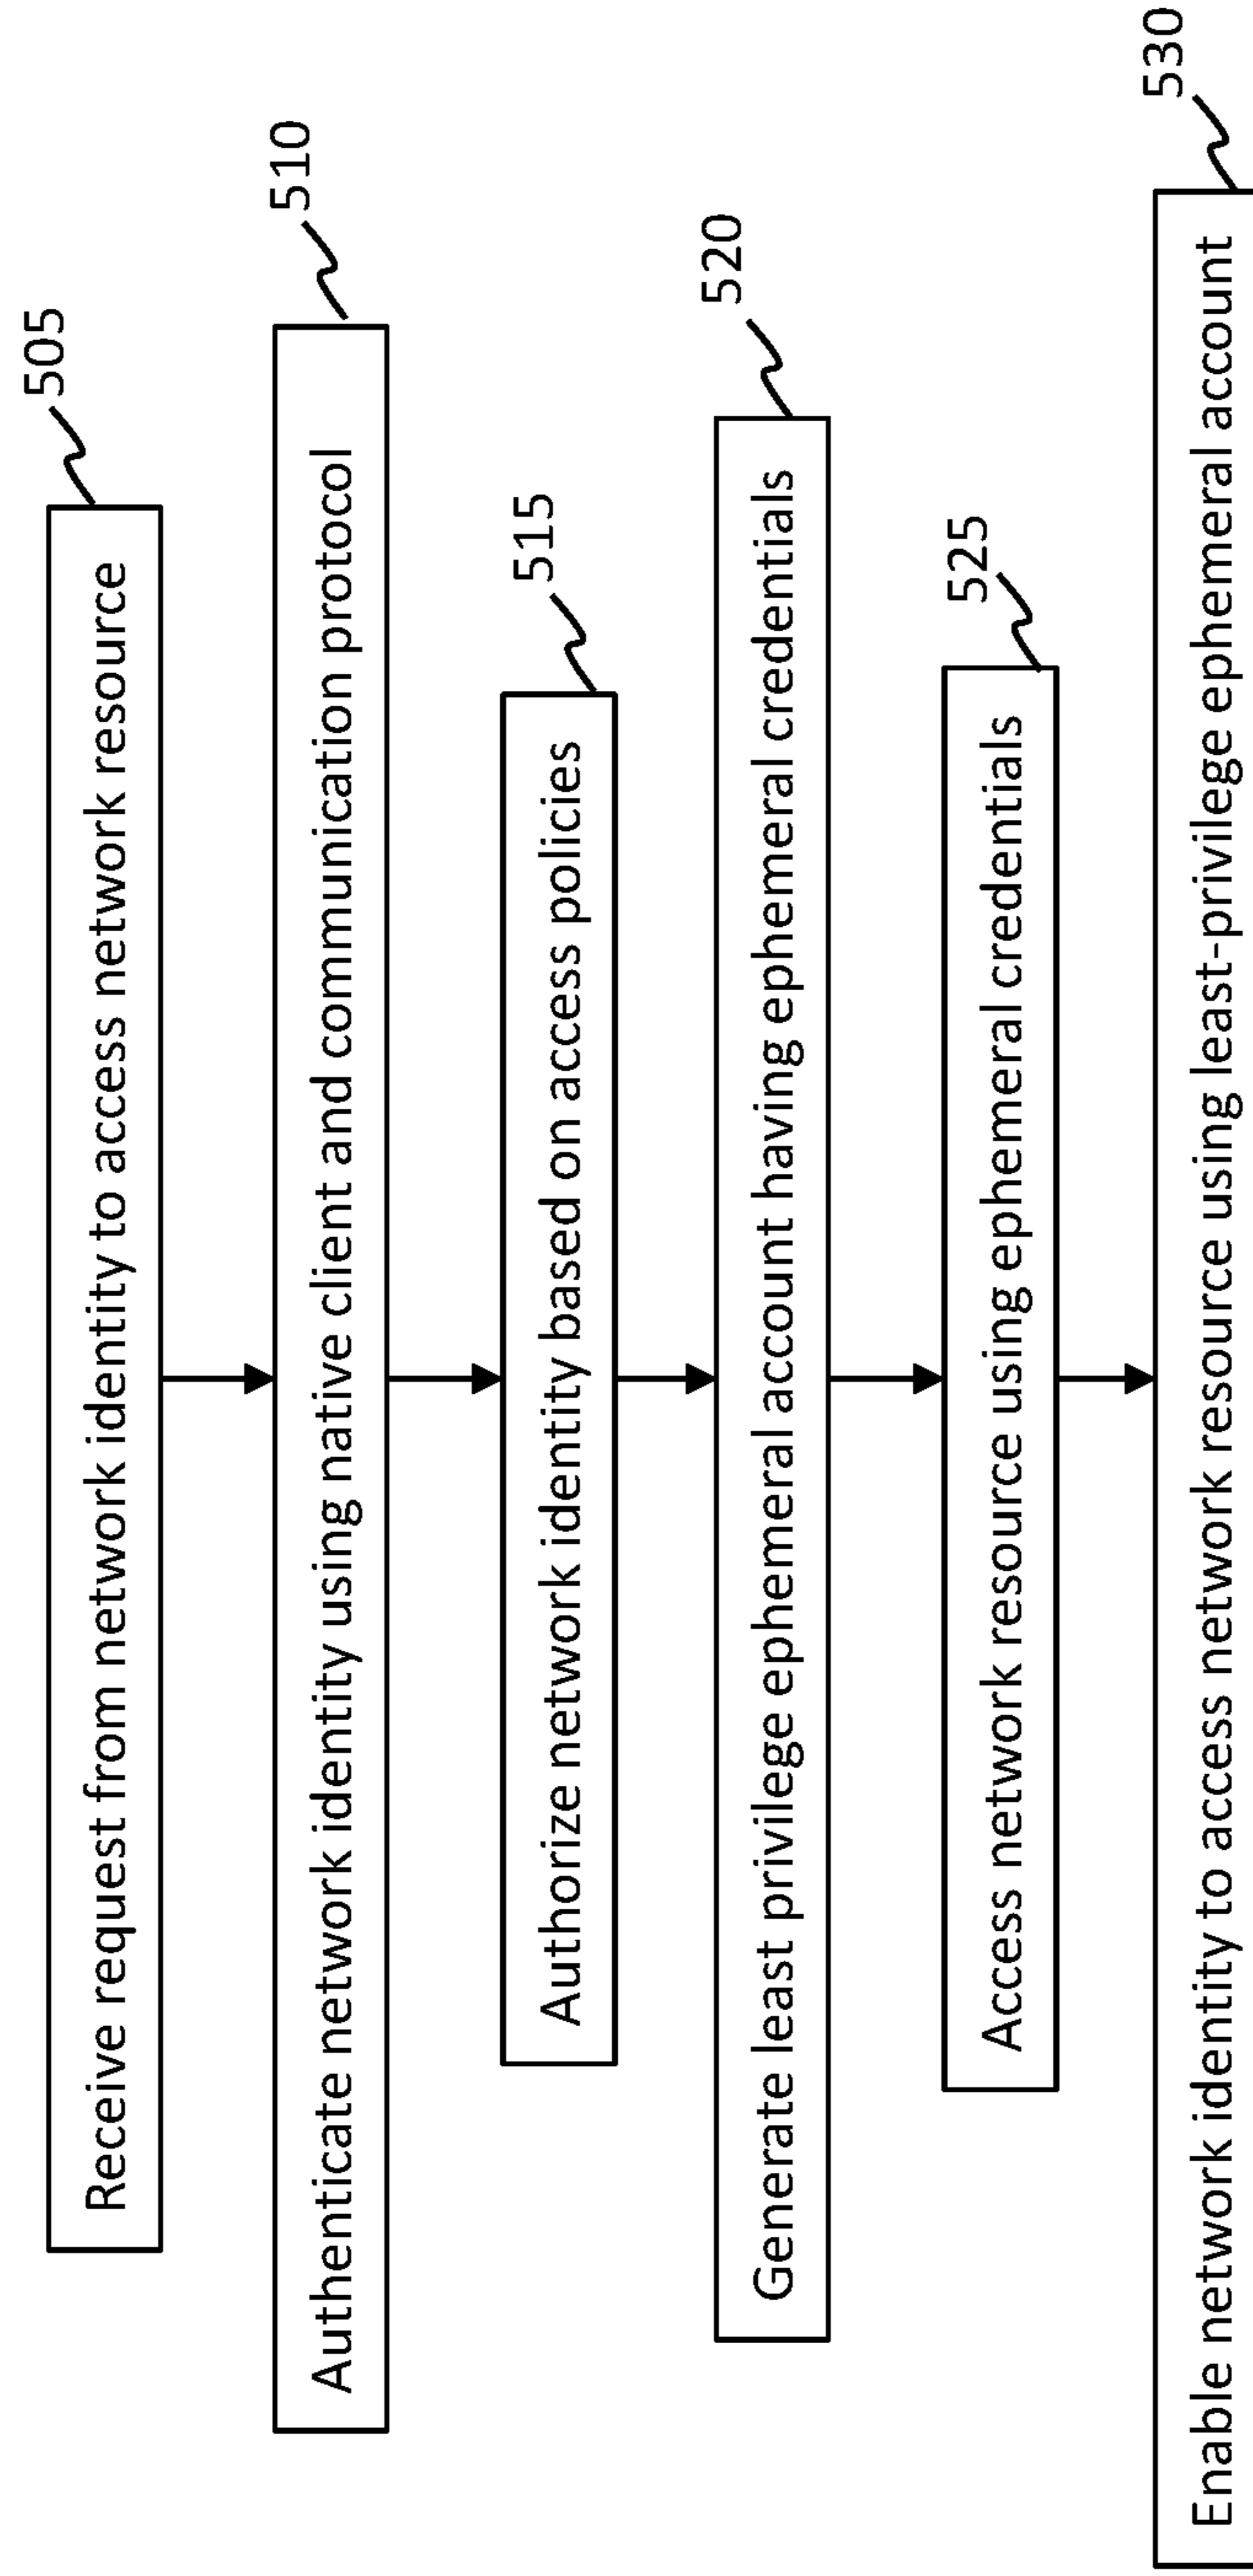 505
Receive request from network identity to access network resource
510
Authenticate network identity using native client and communication protocol
515
Authorize network identity based on access policies
520
Generate least privilege ephemeral account having ephemeral credentials
525
Access network resource using ephemeral credentials
530
Enable network identity to access network resource using least-privilege ephemeral account